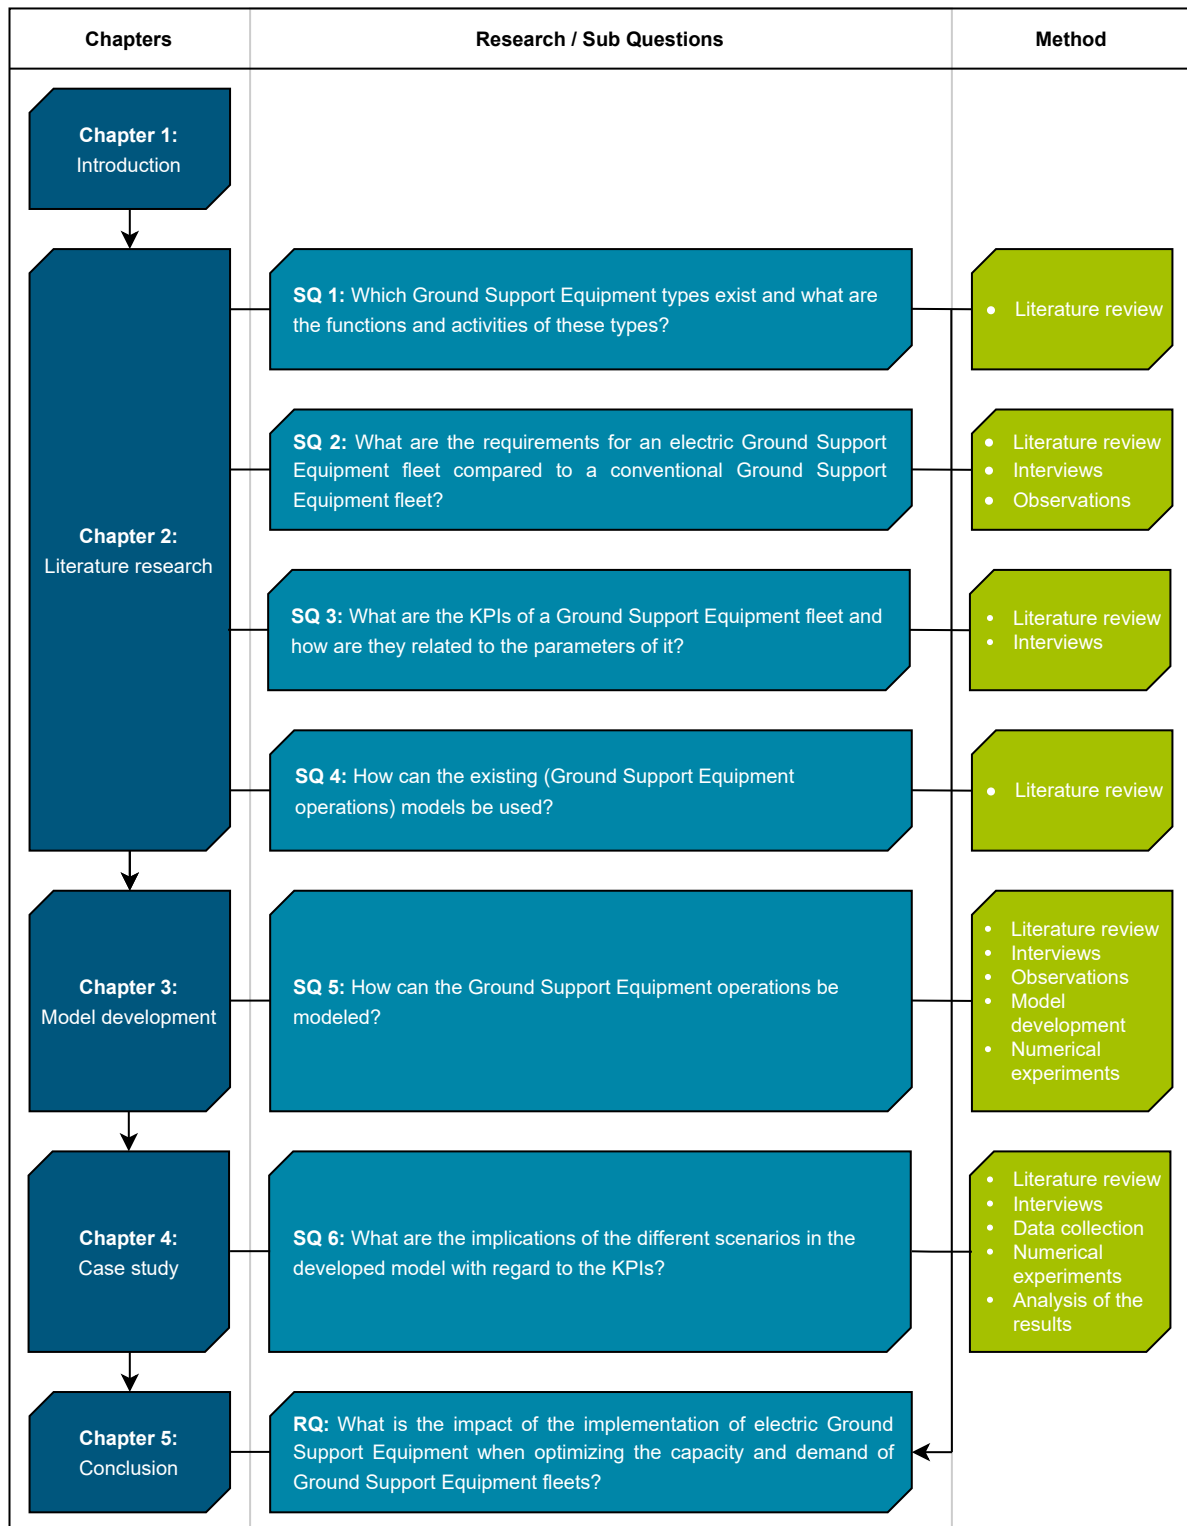 Chapters
Research / Sub Questions
Method
Chapter 1:
Introduction
Chapter 2:
Literature research
SQ 1: Which Ground Support Equipment types exist and what are
the functions and activities of these types?
• Literature review
SQ 2: What are the requirements for an electric Ground Support
Equipment fleet compared to a conventional Ground Support
Equipment fleet?
• Literature review
• Interviews
• Observations
SQ 3: What are the KPIs of a Ground Support Equipment fleet and
how are they related to the parameters of it?
• Literature review
• Interviews
SQ 4: How can the existing (Ground Support Equipment
operations) models be used?
• Literature review
Chapter 3:
Model development
SQ 5: How can the Ground Support Equipment operations be
modeled?
• Literature review
• Interviews
• Observations
• Model
development
• Numerical
experiments
Chapter 4:
Case study
SQ 6: What are the implications of the different scenarios in the
developed model with regard to the KPIs?
• Literature review
• Interviews
• Data collection
• Numerical
experiments
• Analysis of the
results
Chapter 5:
Conclusion
RQ: What is the impact of the implementation of electric Ground
Support Equipment when optimizing the capacity and demand of
Ground Support Equipment fleets?